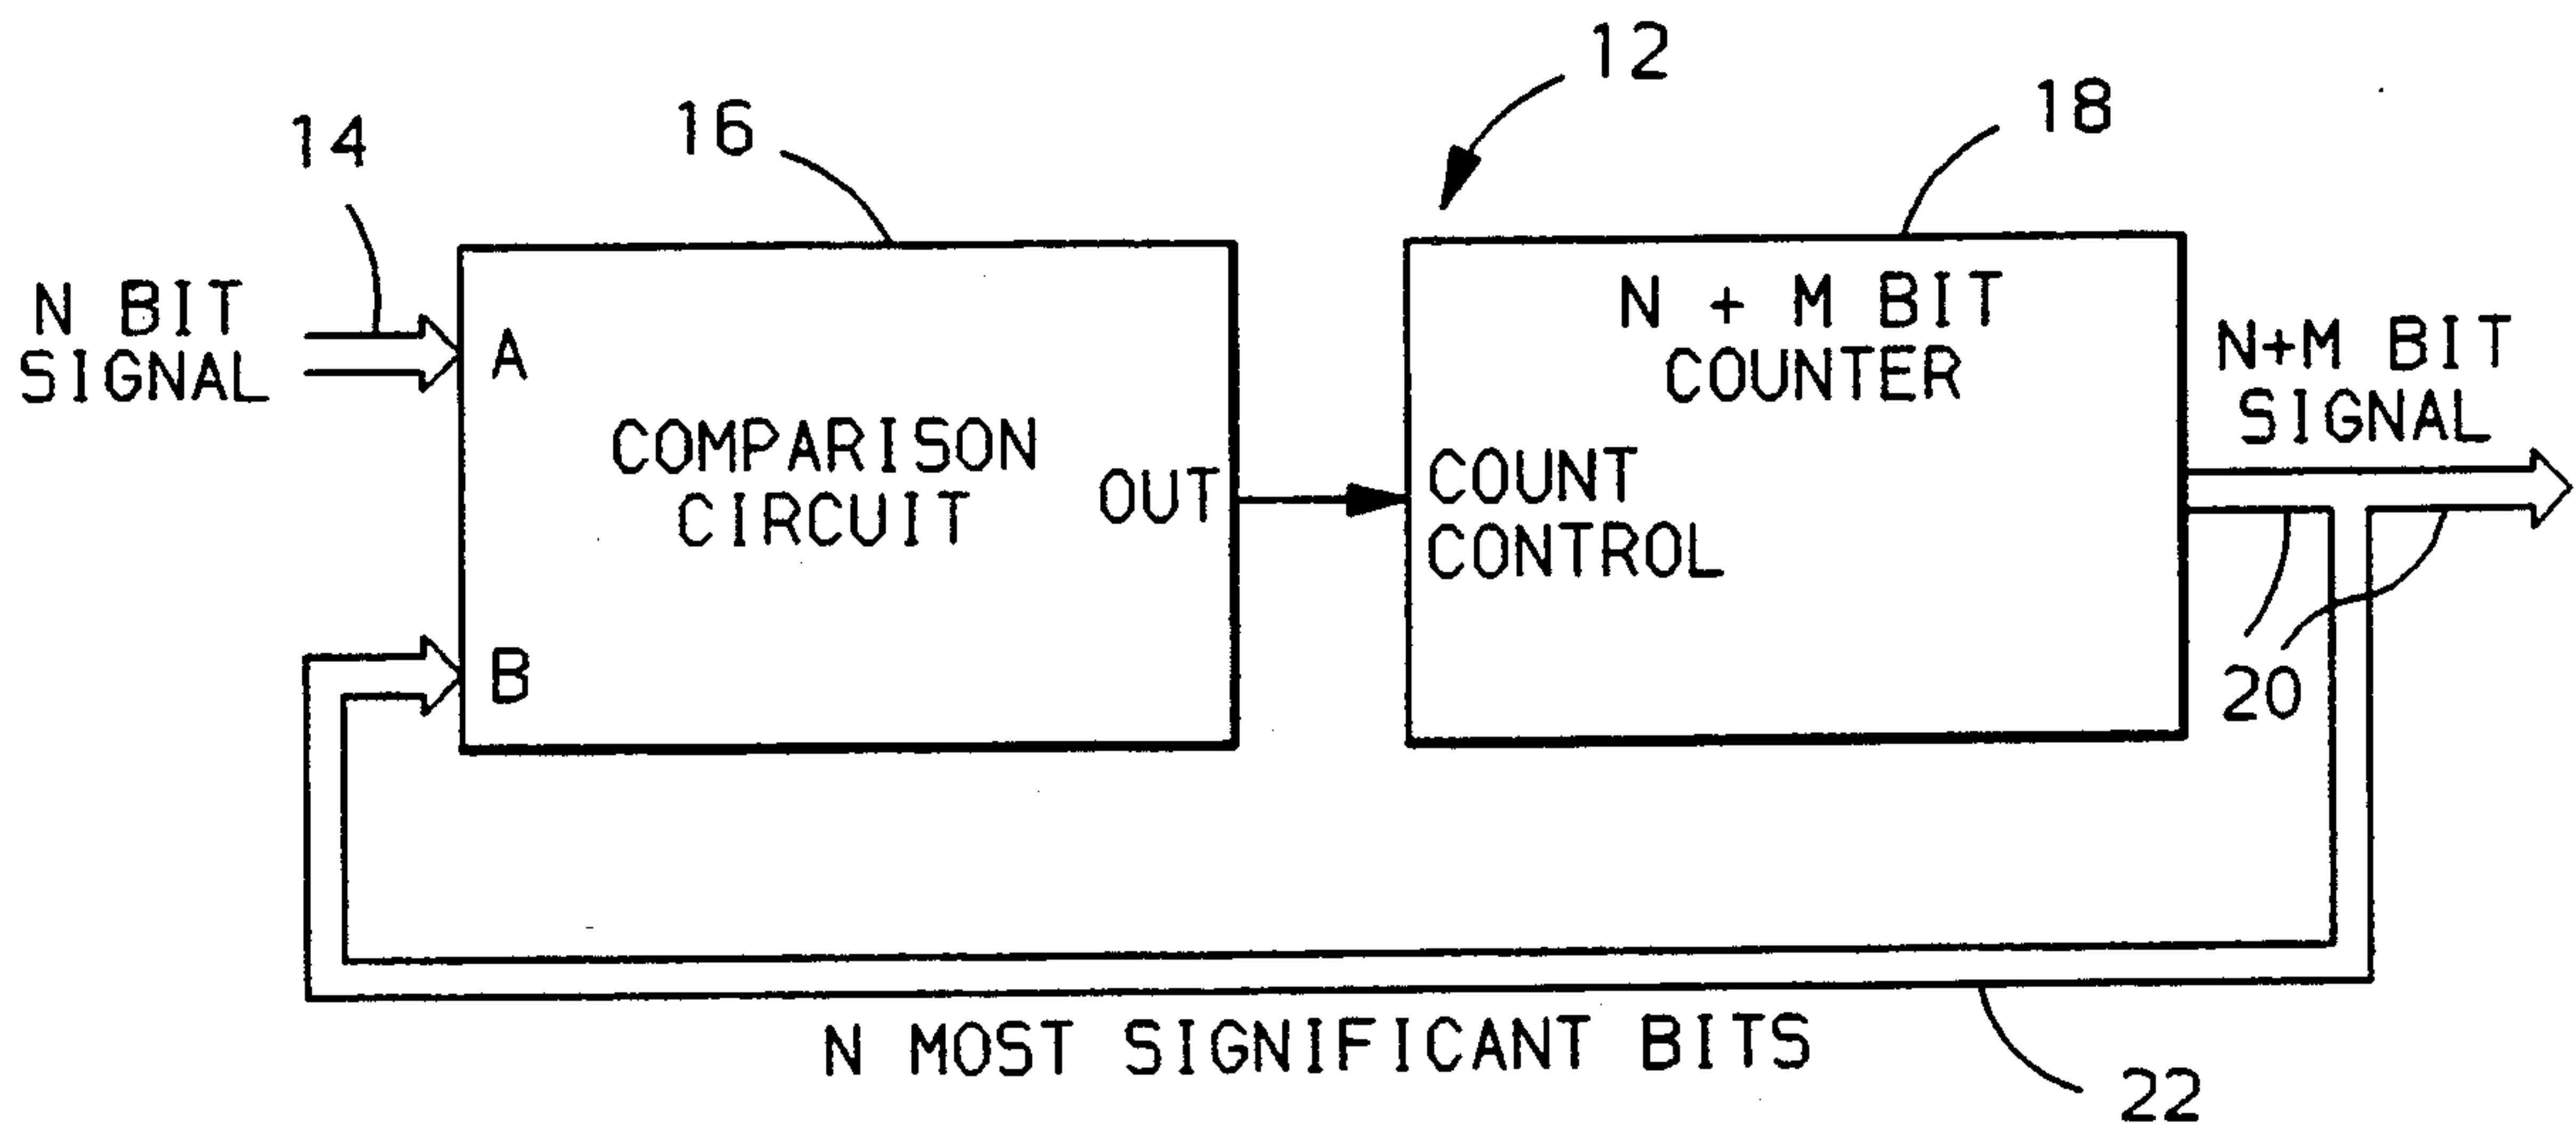 12
14
16
18
N BIT
SIGNAL
A
COMPARISON
CIRCUIT
OUT
B
N + M BIT
COUNTER
COUNT
CONTROL
N+M BIT
SIGNAL
20
N MOST SIGNIFICANT BITS
22